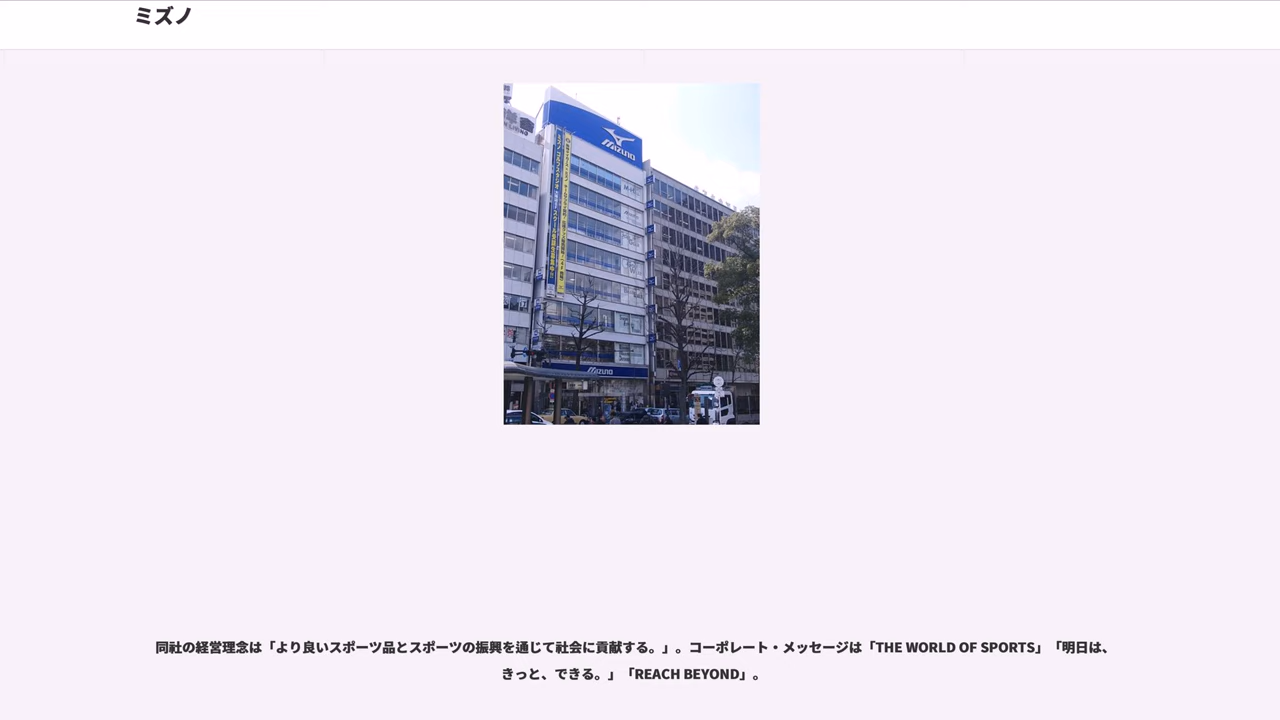 ミズノ
MIZUNO
MIZUNO
同社の経営理念は「より良いスポーツ品とスポーツの振興を通じて社会に貢献する。」。コーポレート・メッセージは「THE WORLD OF SPORTS」「明日は、
きっと、できる。」「REACH BEYOND」。